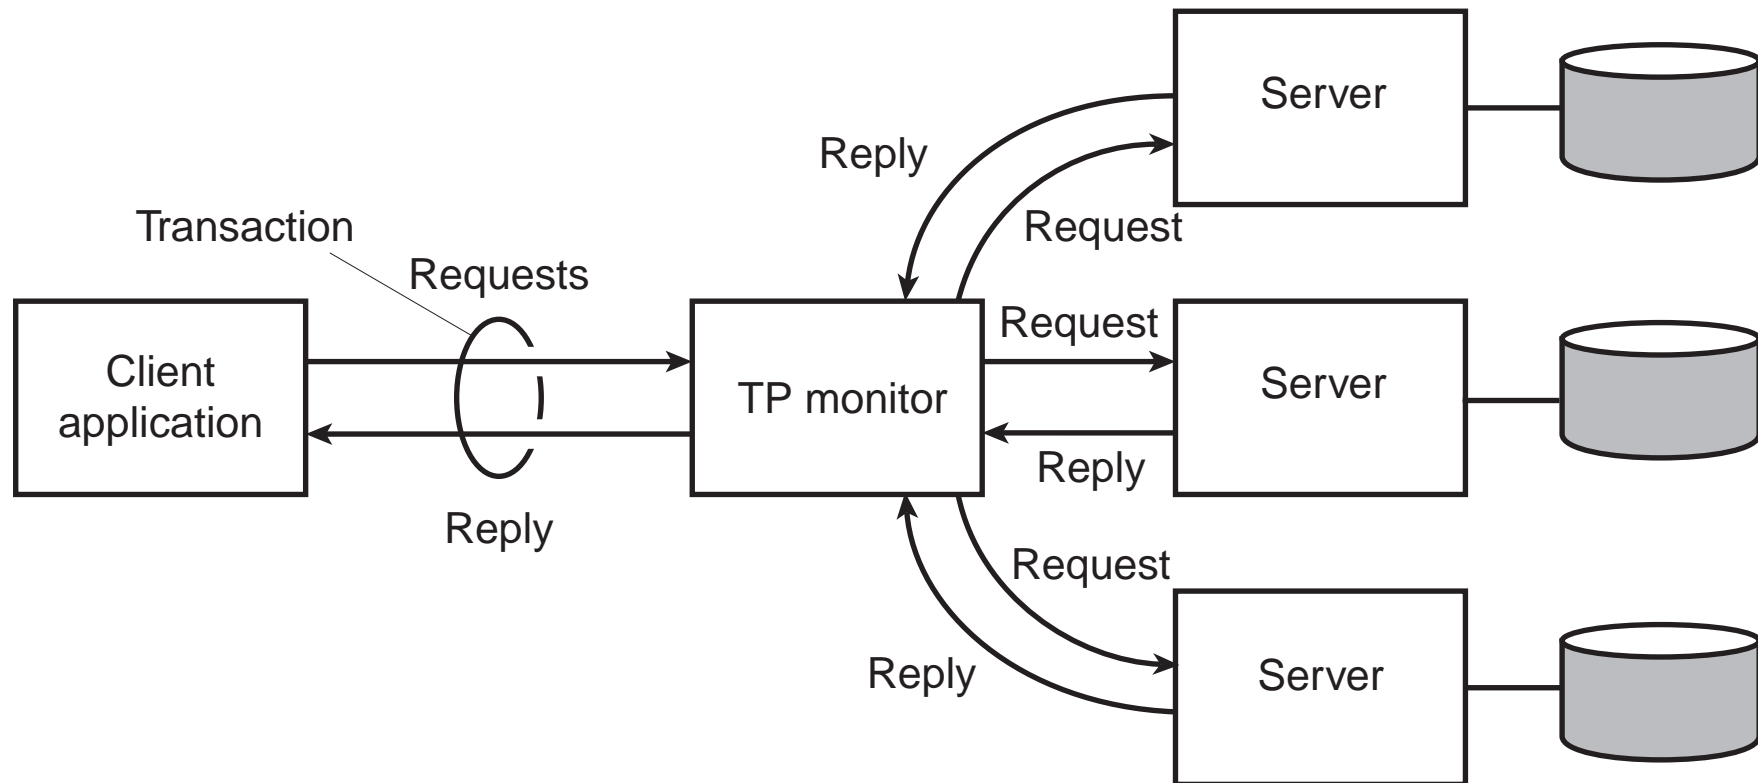 Server
Reply
Request
Transaction
Requests
Request
Client
application
TP monitor
Server
Reply
Reply
Request
Reply
Server